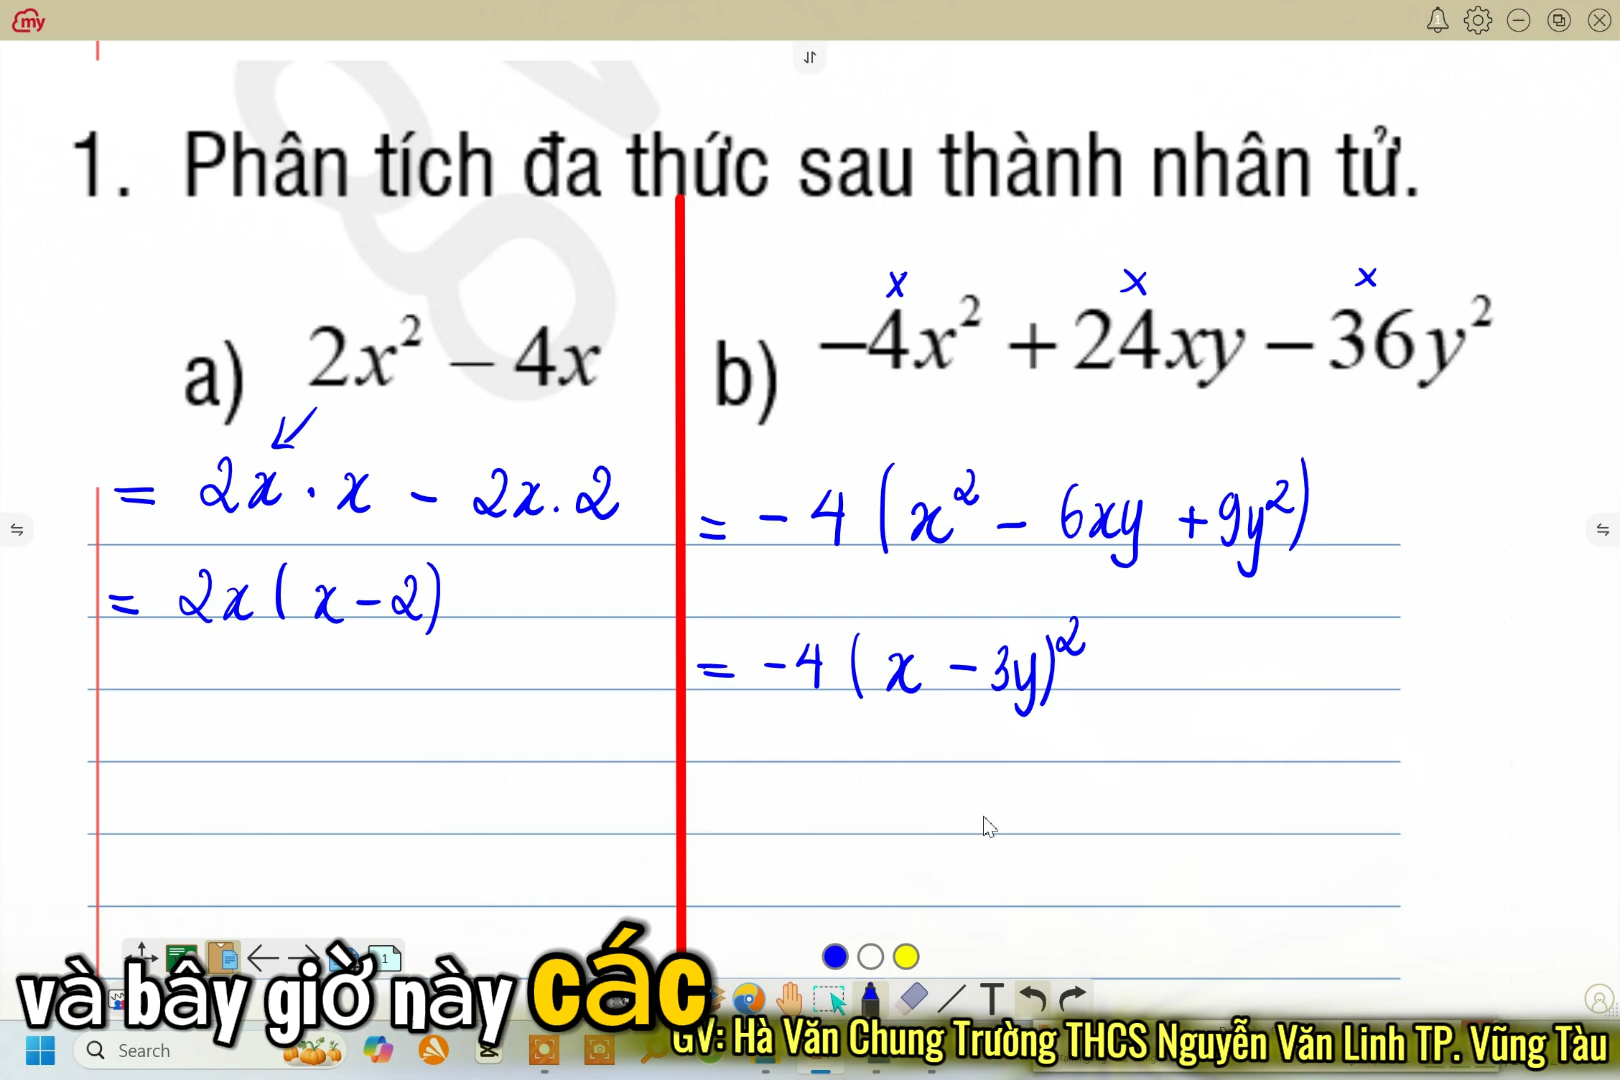 my
1. Phân tích đa thức sau thành nhân tử.
a) 2x² – 4x
= 2x . x - 2x . 2
= 2x ( x - 2)
x x x
b) –4x² + 24xy – 36y²
= - 4 ( x² - 6xy + 9y²)
= - 4 ( x - 3y)²
và bây giờ này các
GV: Hà Văn Chung Trường THCS Nguyễn Văn Linh TP. Vũng Tàu
1
T
Search